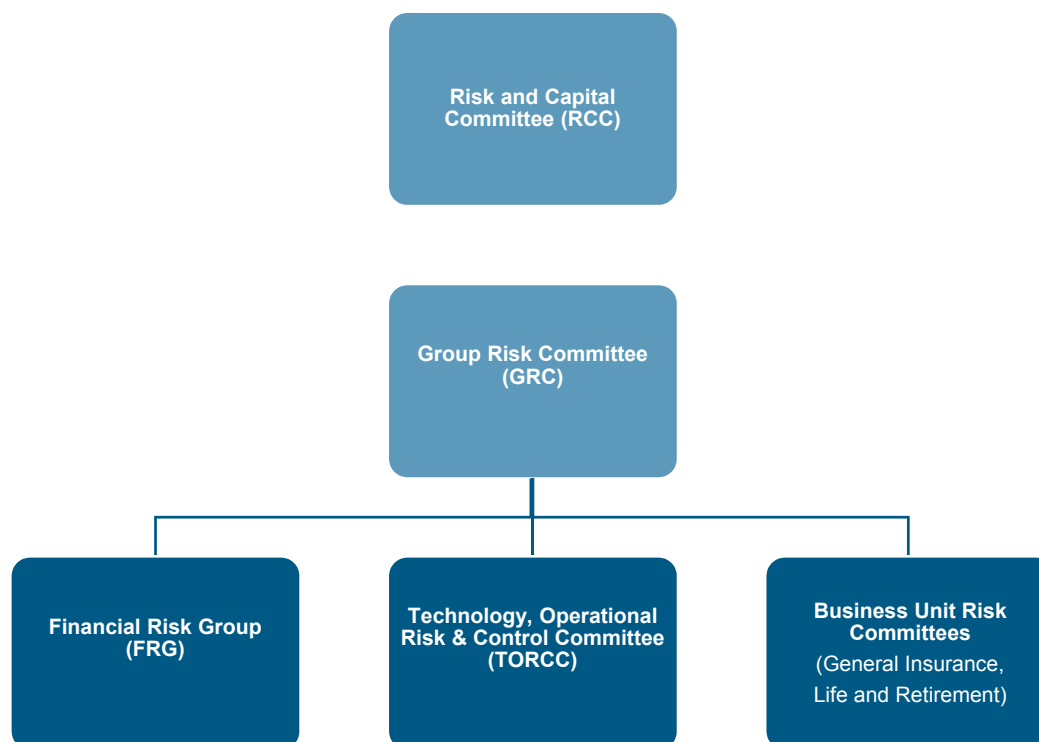 Risk and Capital
Committee (RCC)
Group Risk Committee
(GRC)
Financial Risk Group
(FRG)
Technology, Operational
Risk & Control Committee
(TORCC)
Business Unit Risk
Committees
(General Insurance,
Life and Retirement)